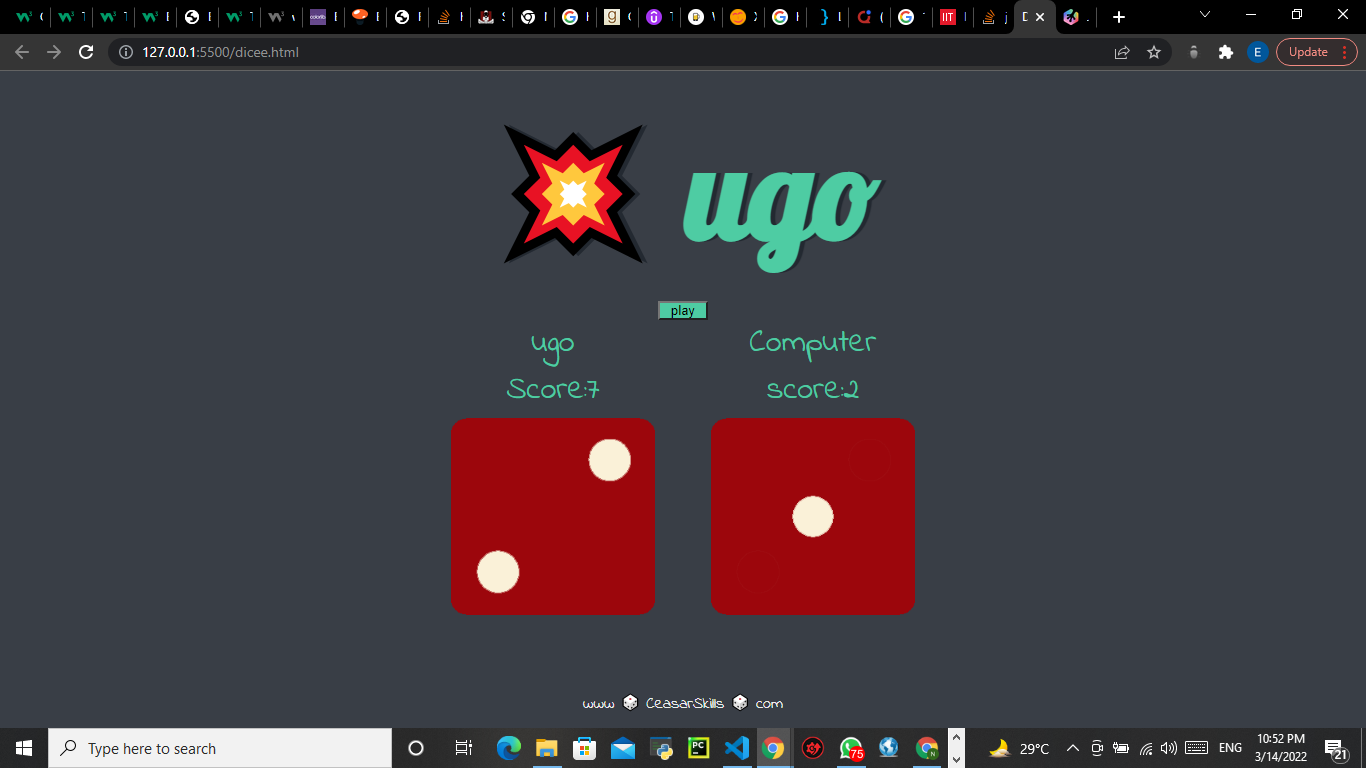 127.0.0.1:5500/dicee.html
E
Update
ugo
play
ugo
Computer
Score:7
score:2
www CeasarSkills com
Type here to search
PC
75
N
29°C
ENG
10:52 PM
3/14/2022
21